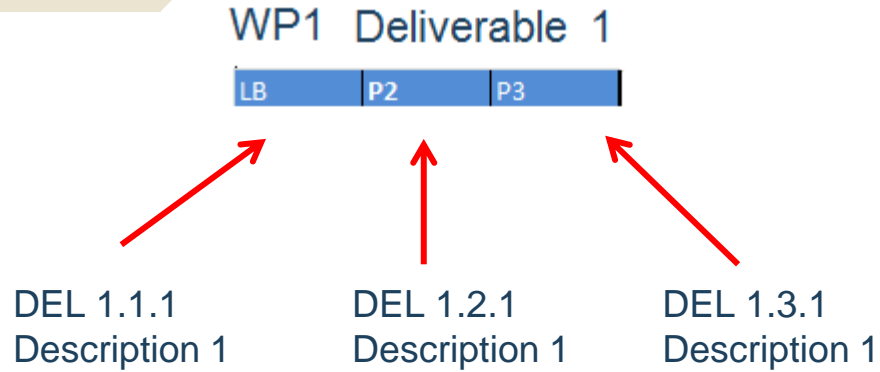 WP1 Deliverable 1
LB P2 P3
DEL 1.1.1 DEL 1.2.1 DEL 1.3.1
Description 1 Description 1 Description 1